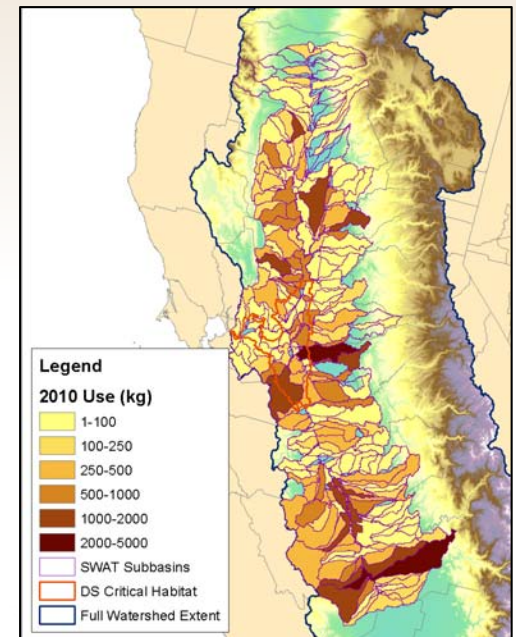 Legend
2010 Use (kg)
1-100
100-250
250-500
500-1000
1000-2000
2000-5000
SWAT Subbasins
DS Critical Habitat
Full Watershed Extent